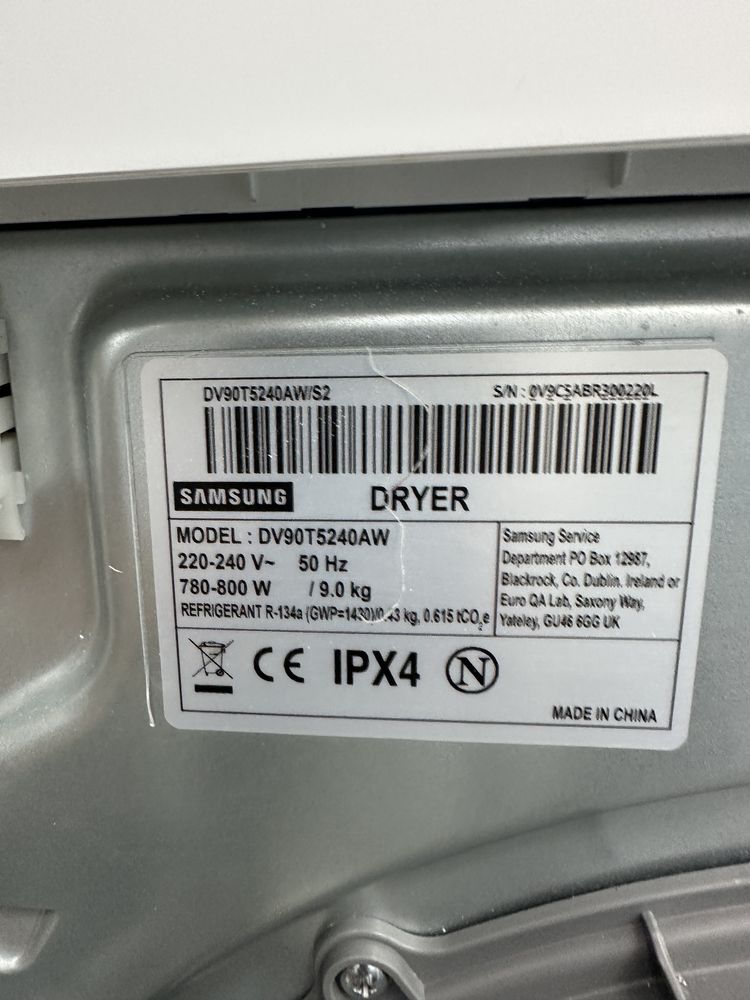 DV90T5240AW/S2
S/N : 0V9C5ABR300220L
SAMSUNG
DRYER
MODEL : DV90T5240AW
220-240 V~ 50 Hz
780-800 W / 9.0 kg
REFRIGERANT R-134a (GWP=1430)/0.43 kg, 0.615 tCO₂e
Samsung Service
Department PO Box 12987,
Blackrock, Co. Dublin. Ireland or
Euro QA Lab, Saxony Way,
Yateley, GU46 6GG UK
CE IPX4 N
MADE IN CHINA